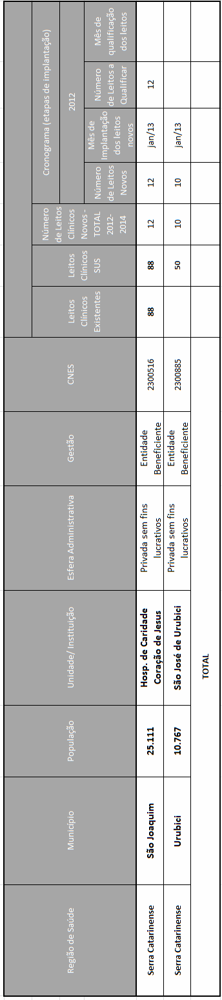 Cronograma (etapas de implantação)
2012
Região de Saúde
Município
População
Unidade/ Instituição
Esfera Administrativa
Gestão
CNES
Leitos
Clínicos
Existentes
Leitos
Clínicos
SUS
Número
de Leitos
Clínicos
Novos -
TOTAL
2012-
2014
Número
de Leitos
Novos
Mês de
Implantação
dos leitos
novos
Número
de Leitos a
Qualificar
Mês de
qualificação
dos leitos
Serra Catarinense
São Joaquim
25.111
Hosp. de Caridade
Coração de Jesus
Privada sem fins
lucrativos
Entidade
Beneficiente
2300516
88
88
12
12
jan/13
12
Serra Catarinense
Urubici
10.767
São José de Urubici
Privada sem fins
lucrativos
Entidade
Beneficiente
2300885
50
10
10
jan/13
TOTAL